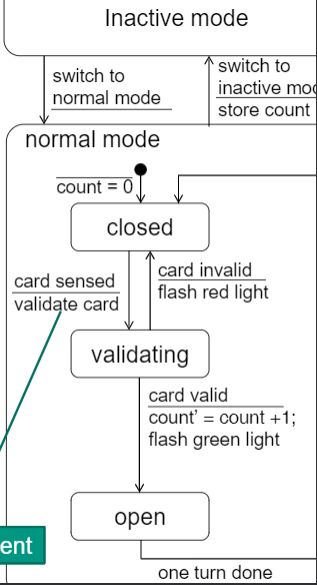 Inactive mode
switch to
normal mode
switch to
inactive
store count
normal mode
count = 0
closed
card sensed
validate card
card invalid
flash red light
validating
card valid
count' = count +1;
flash green light
open
one turn done